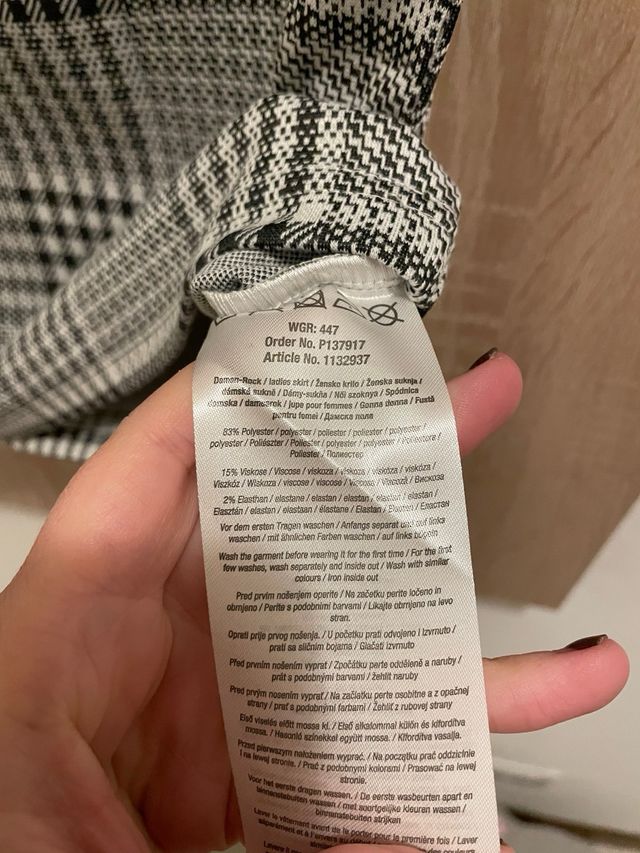 WGR: 447
Order No. P137917
Article No. 1132937
Damen-Rock / ladies skirt / Žensko krilo / Ženska suknja /
dámské sukně / Dámy-sukňa / Női szoknya / Spódnica
damska / damesrok / jupe pour femmes / Gonna donna / Fustă
pentru femei / Дамска пола
83% Polyester / polyester / poliester / poliester / polyester /
polyester / Poliészter / Poliester / polyester / polyester / Poliestere /
Poliester / Полиестер
15% Viskose / Viscose / viskoza / viskoza / viskóza / viskóza /
Viszkóz / Wiskoza / viscose / viscose / Viscosa / Viscoză / Вискоза
2% Elasthan / elastane / elastan / elastan / elastan / elastan /
Elasztán / elastan / elastaan / élasthanne / Elastan / Elastan / Еластан
Vor dem ersten Tragen waschen / Anfangs separat und auf links
waschen / mit ähnlichen Farben waschen / auf links bügeln
Wash the garment before wearing it for the first time / For the first
few washes, wash separately and inside out / Wash with similar
colours / Iron inside out
Pred prvim nošenjem operite / Na začetku perite ločeno in
obrnjeno / Perite s podobnimi barvami / Likajte obrnjeno na levo
stran.
Oprati prije prvog nošenja. / U početku prati odvojeno i izvrnuto /
prati sa sličnim bojama / Glačati izvrnuto
Před prvním nošením vyprat / Zpočátku perte odděleně a naruby /
prát s podobnými barvami / žehlit naruby
Pred prvým nosením vyprať / Na začiatku perte osobitne a z opačnej
strany / prať s podobnými farbami / Žehliť z rubovej strany
Első viselés előtt mossa ki. / Első alkalommal külön és kifordítva
mossa. / Hasonló színekkel együtt mossa. / Kifordítva vasalja.
Przed pierwszym nałożeniem wyprać. / Na początku prać oddzielnie
i na lewej stronie. / Prać z podobnymi kolorami / Prasować na lewej
stronie.
Voor het eerste dragen wassen. / De eerste wasbeurten apart en
binnenstebuiten wassen / met soortgelijke kleuren wassen /
binnenstebuiten strijken
Laver le vêtement avant de le porter pour la première fois / Laver
séparément et à l'envers au